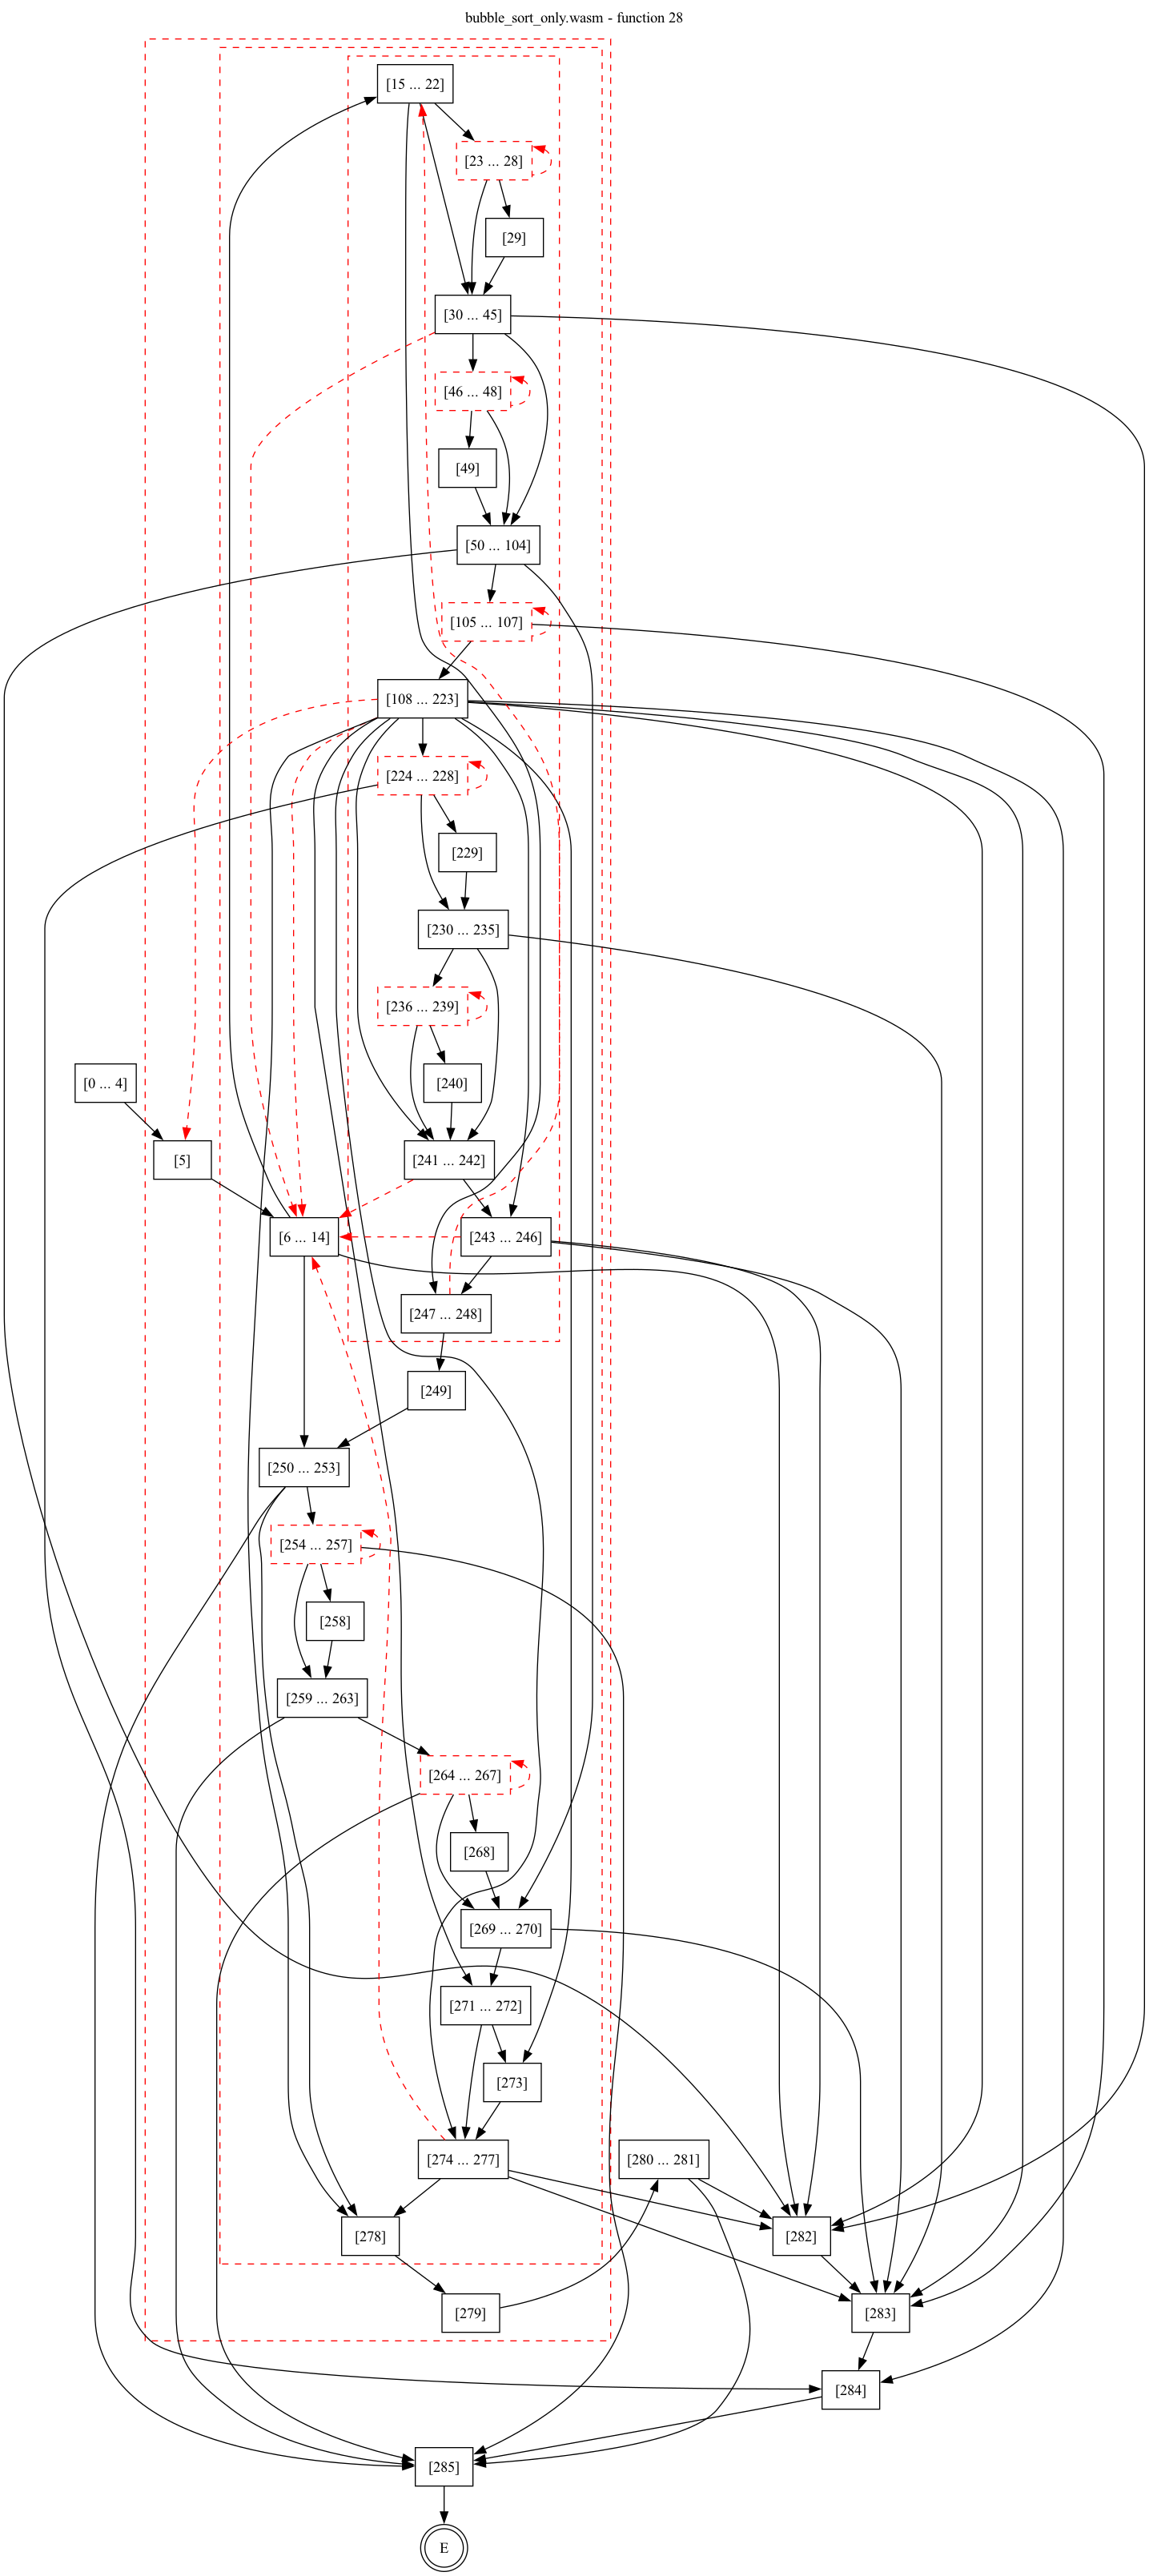 bubble_sort_only.wasm - function 28
[15 ... 22]
[23 ... 28]
[29]
[30 ... 45]
[46 ... 48]
[49]
[50 ... 104]
[105 ... 107]
[108 ... 223]
[224 ... 228]
[229]
[230 ... 235]
[236 ... 239]
[0 ... 4]
[240]
[5]
[241 ... 242]
[6 ... 14]
[243 ... 246]
[247 ... 248]
[249]
[250 ... 253]
[254 ... 257]
[258]
[259 ... 263]
[264 ... 267]
[268]
[269 ... 270]
[271 ... 272]
[273]
[274 ... 277]
[280 ... 281]
[278]
[282]
[279]
[283]
[284]
[285]
E